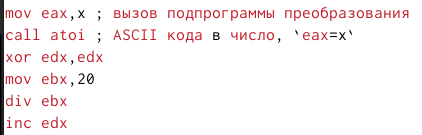 mov eax,x ; вызов подпрограммы преобразования
call atoi ; ASCII кода в число, `eax=x`
xor edx,edx
mov ebx,20
div ebx
inc edx